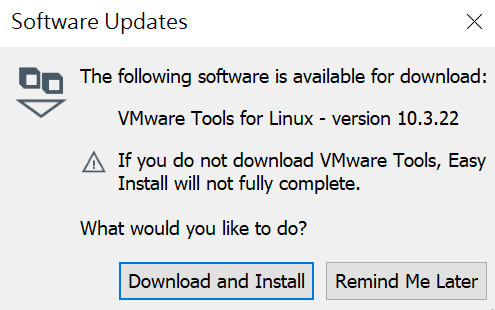 Software Updates
The following software is available for download:
VMware Tools for Linux - version 10.3.22
If you do not download VMware Tools, Easy
Install will not fully complete.
What would you like to do?
Download and Install
Remind Me Later